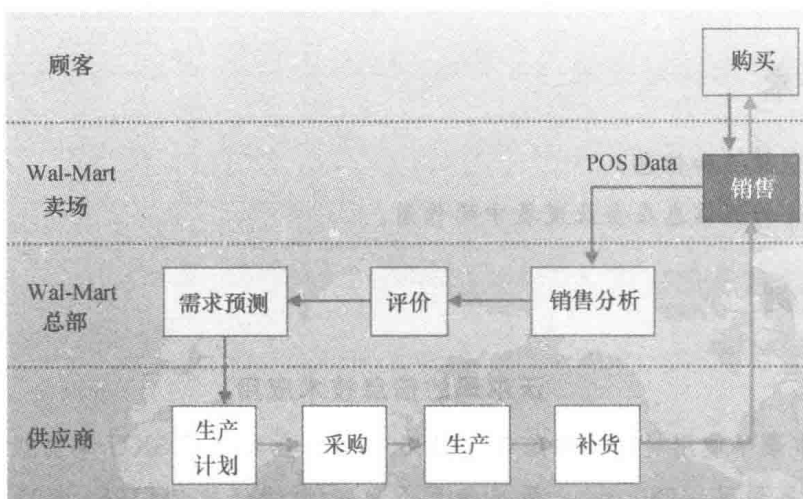 顾客
购买
POS Data
Wal-Mart
卖场
销售
Wal-Mart
总部
需求预测
评价
销售分析
供应商
生产
计划
采购
生产
补货